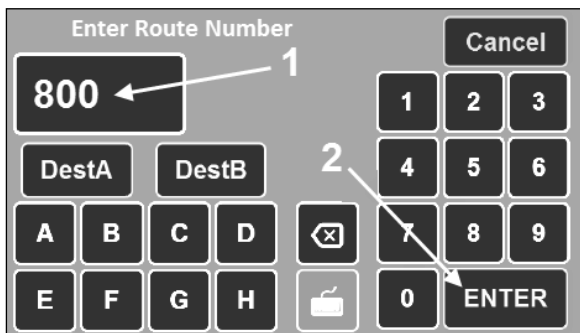 Enter Route Number
Cancel
1
800
1 2 3
DestA DestB
2
4 5 6
A B C D
7 8 9
E F G H
0 ENTER